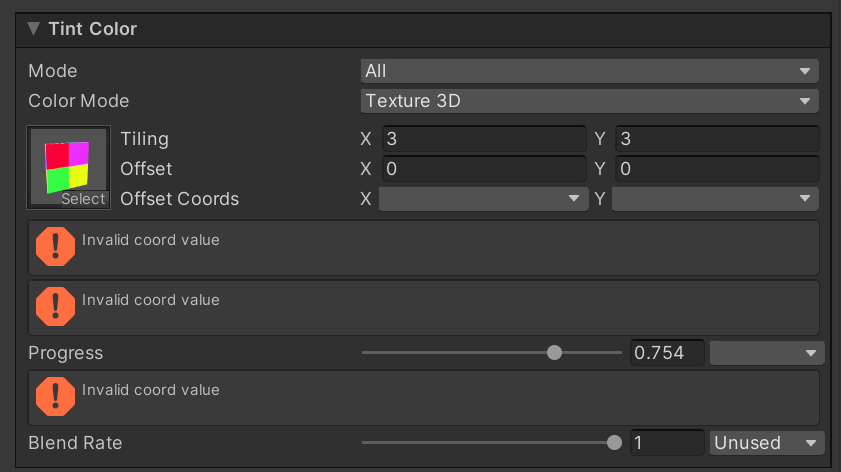 Tint Color
Mode All
Color Mode Texture 3D
Tiling X 3 Y 3
Offset X 0 Y 0
Select Offset Coords X Y
Invalid coord value
Invalid coord value
Progress 0.754
Invalid coord value
Blend Rate 1 Unused